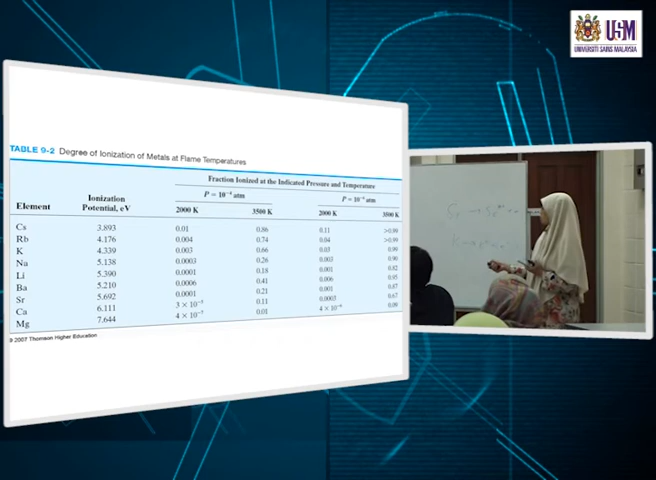 USM
UNIVERSITI SAINS MALAYSIA
TABLE 9-2 Degree of Ionization of Metals at Flame Temperatures
Fraction Ionized at the Indicated Pressure and Temperature
P = atm P = atm
Element Ionization Potential, eV 2000 K 3500 K 2000 K 3500 K
Cs 3.893 0.01 0.86 0.11 >0.99
Rb 4.176 0.004 0.74 0.04 >0.99
K 4.339 0.003 0.66 0.03 0.99
Na 5.138 0.0003 0.26 0.003 0.90
Li 5.390 0.0001 0.18 0.001 0.82
Ba 5.210 0.0006 0.41 0.006 0.95
Sr 5.692 0.0001 0.21 0.001 0.87
Ca 6.111 3 × 10⁻⁵ 0.11 0.0003 0.67
Mg 7.644 4 × 10⁻⁷ 0.01 4 × 10⁻⁶ 0.09
© 2007 Thomson Higher Education